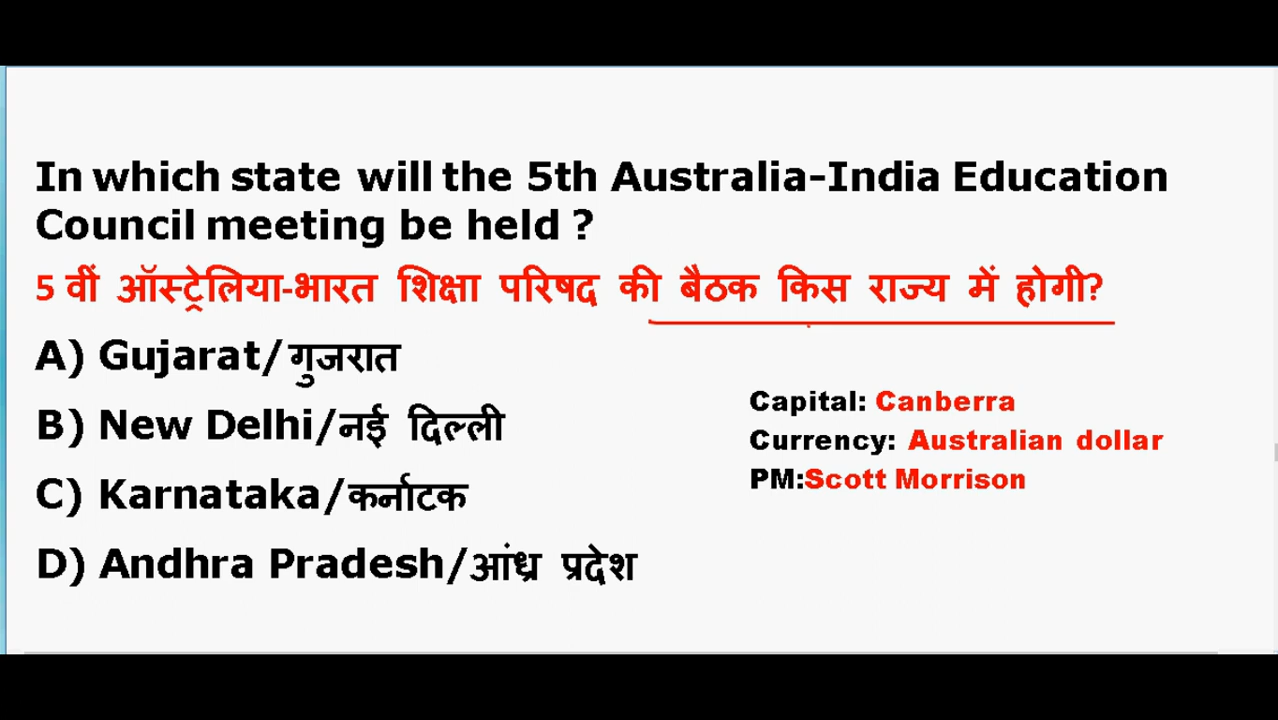 In which state will the 5th Australia-India Education
Council meeting be held ?
5 वीं ऑस्ट्रेलिया-भारत शिक्षा परिषद की बैठक किस राज्य में होगी?
A) Gujarat/गुजरात
B) New Delhi/नई दिल्ली
C) Karnataka/कर्नाटक
D) Andhra Pradesh/आंध्र प्रदेश
Capital: Canberra
Currency: Australian dollar
PM:Scott Morrison